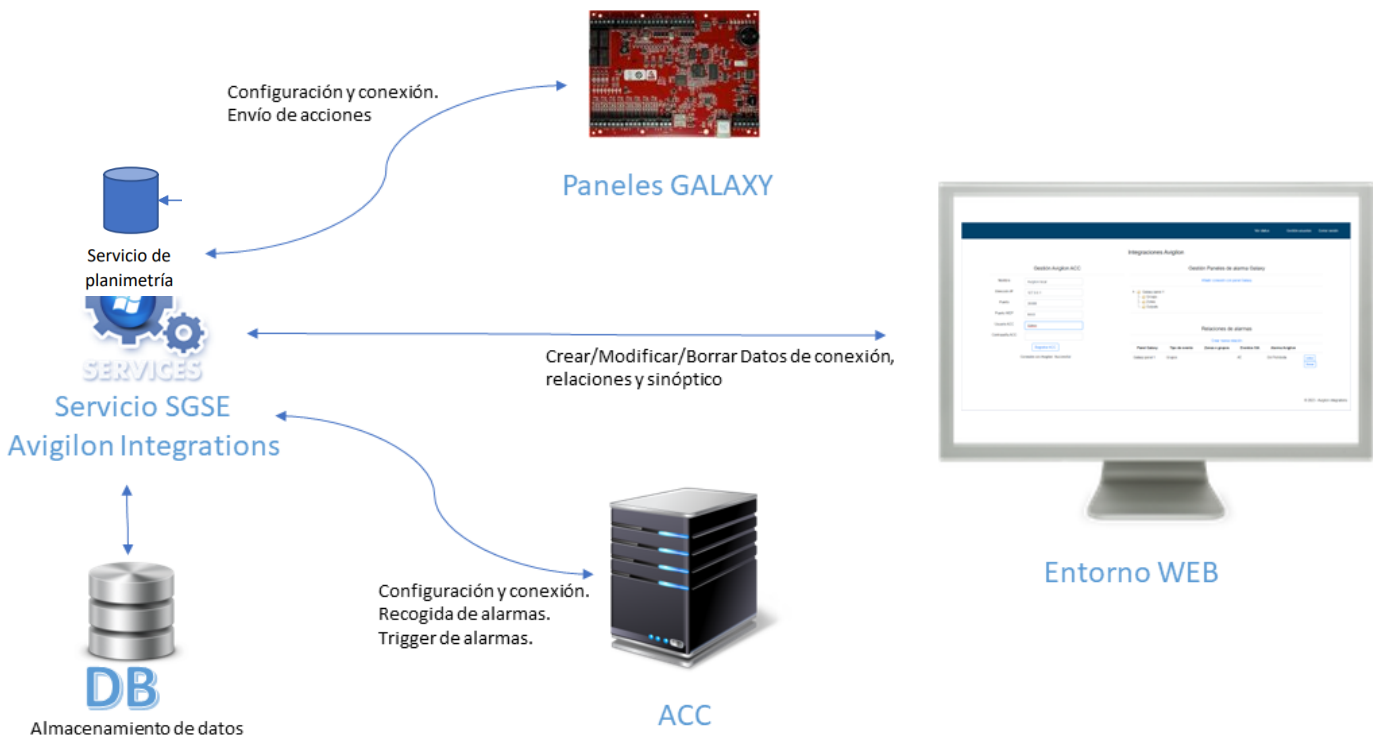 Configuración y conexión.
Envío de acciones
Paneles GALAXY
Servicio de
planimetría
SERVICES
Servicio SGSE
Avigilon Integrations
Crear/Modificar/Borrar Datos de conexión,
relaciones y sinóptico
Integraciones Avigilon
Gestión Avigilon ACC
Gestión Paneles de alarma Galaxy
Relaciones de alarmas
Configuración y conexión.
Recogida de alarmas.
Trigger de alarmas.
Entorno WEB
DB
Almacenamiento de datos
ACC